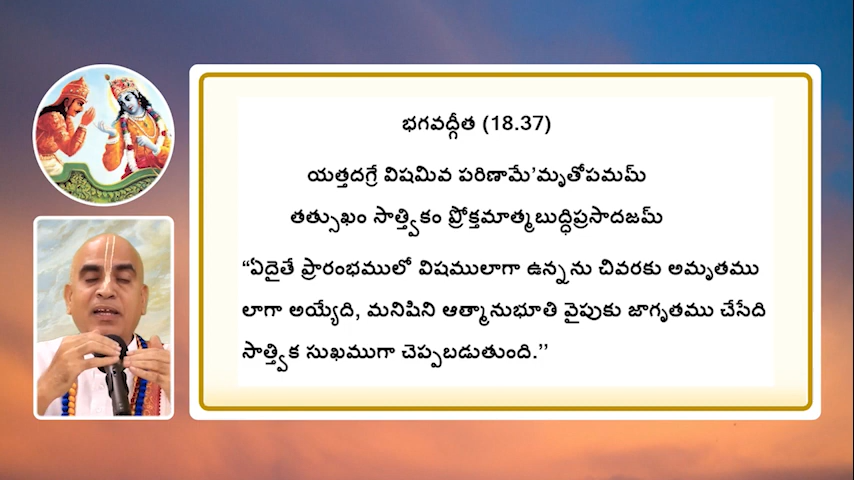 భగవద్గీత (18.37)
యత్తదగ్రే విషమివ పరిణామే’మృతోపమమ్
తత్సుఖం సాత్త్వికం ప్రోక్తమాత్మబుద్ధిప్రసాదజమ్
“ఏదైతే ప్రారంభములో విషములాగా ఉన్నను చివరకు అమృతము
లాగా అయ్యేది, మనిషిని ఆత్మానుభూతి వైపుకు జాగృతము చేసేది
సాత్త్విక సుఖముగా చెప్పబడుతుంది.’’